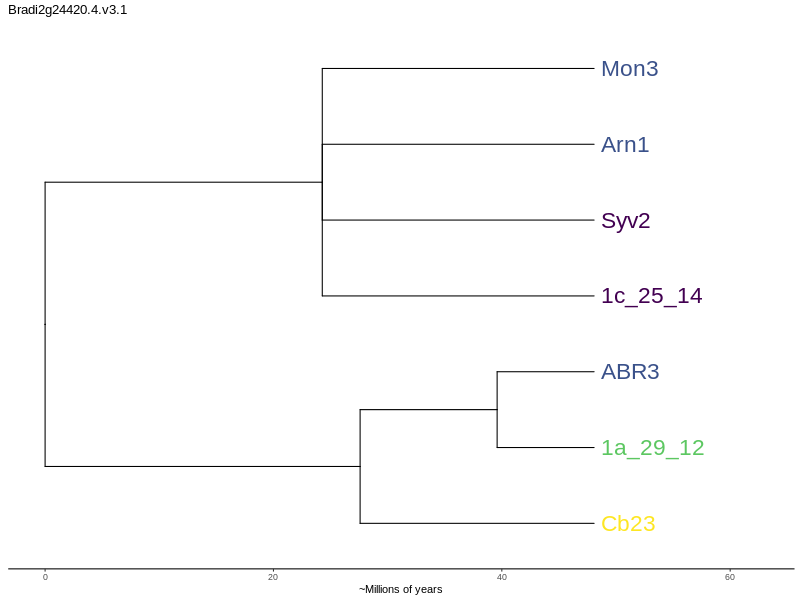 Bradi2g24420.4.v3.1
Mon3
Arn1
Syv2
1c_25_14
ABR3
1a_29_12
Cb23
0 20 40 60
~Millions of years